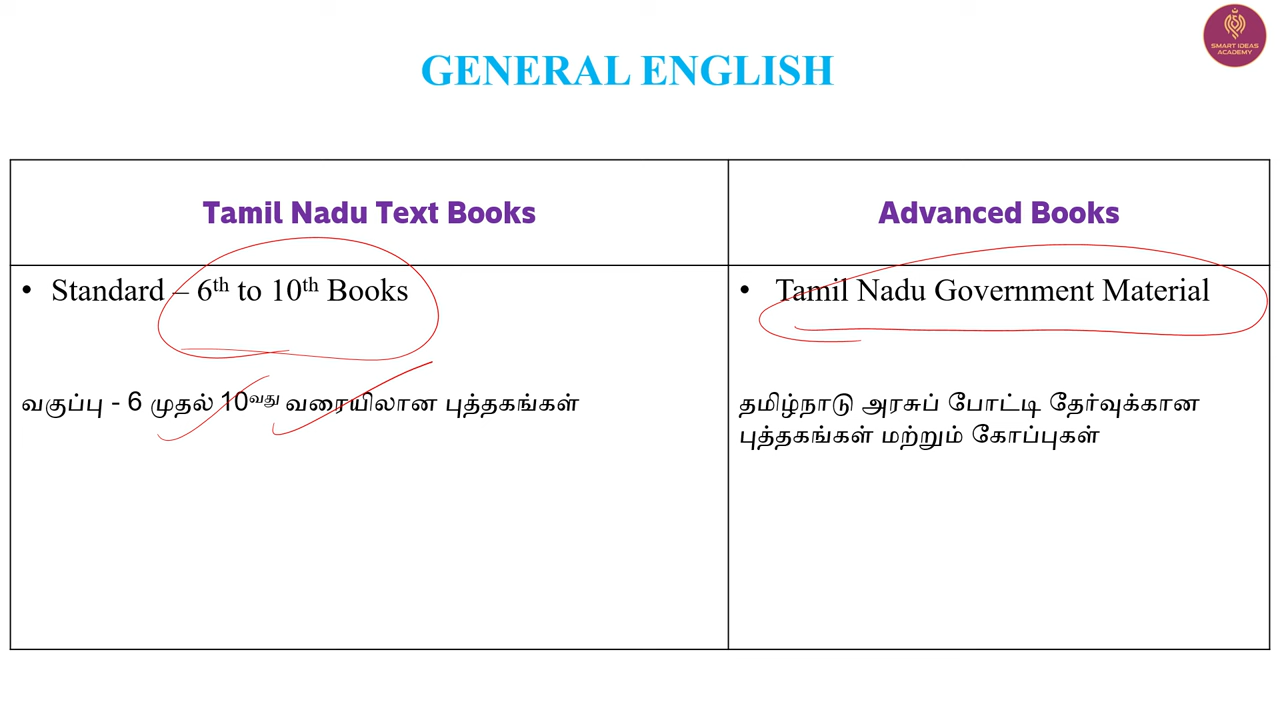 SMART IDEAS
ACADEMY
GENERAL ENGLISH
Tamil Nadu Text Books
Advanced Books
• Standard – 6th to 10th Books
• Tamil Nadu Government Material
வகுப்பு - 6 முதல் 10வது வரையிலான புத்தகங்கள்
தமிழ்நாடு அரசுப் போட்டி தேர்வுக்கான
புத்தகங்கள் மற்றும் கோப்புகள்